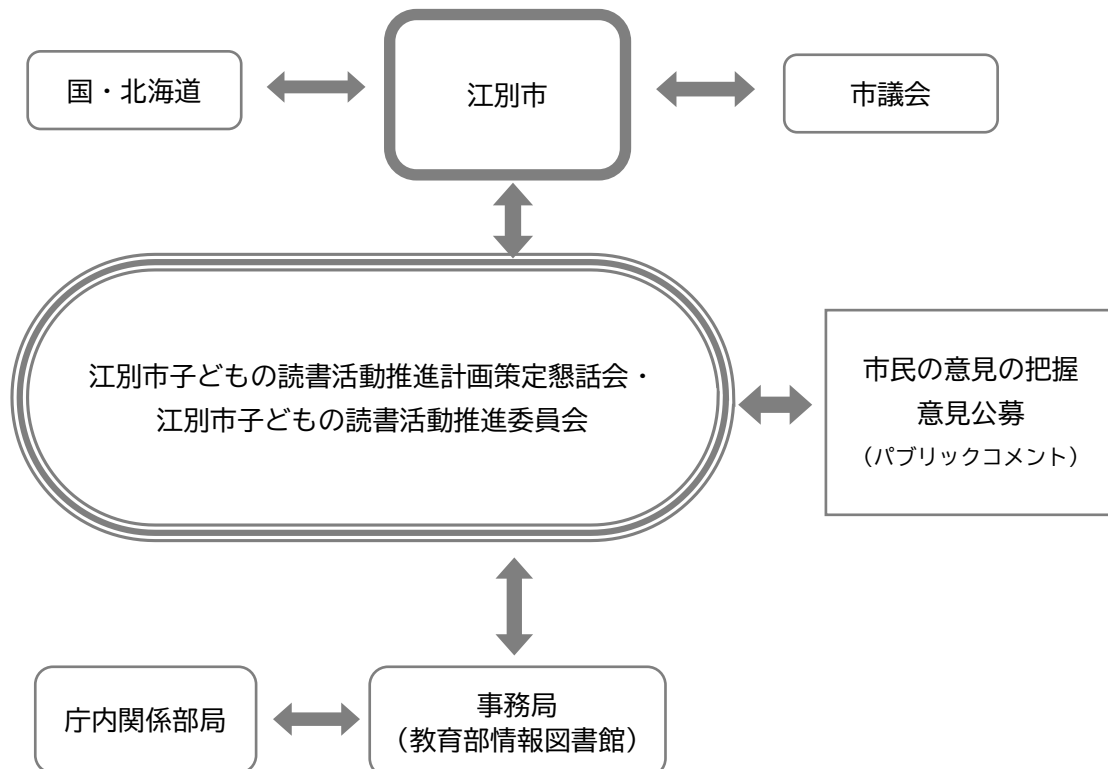 国・北海道
江別市
市議会
江別市子どもの読書活動推進計画策定懇話会・
江別市子どもの読書活動推進委員会
市民の意見の把握
意見公募
（パブリックコメント）
庁内関係部局
事務局
（教育部情報図書館）